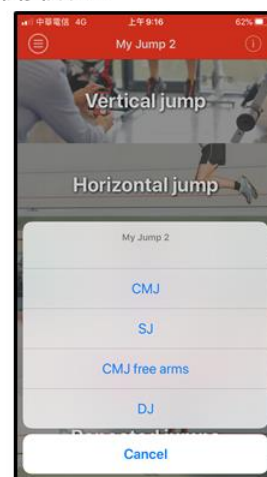 中華電信 4G 上午9:16 62%
My Jump 2
Vertical jump
Horizontal jump
My Jump 2
CMJ
SJ
CMJ free arms
DJ
Cancel